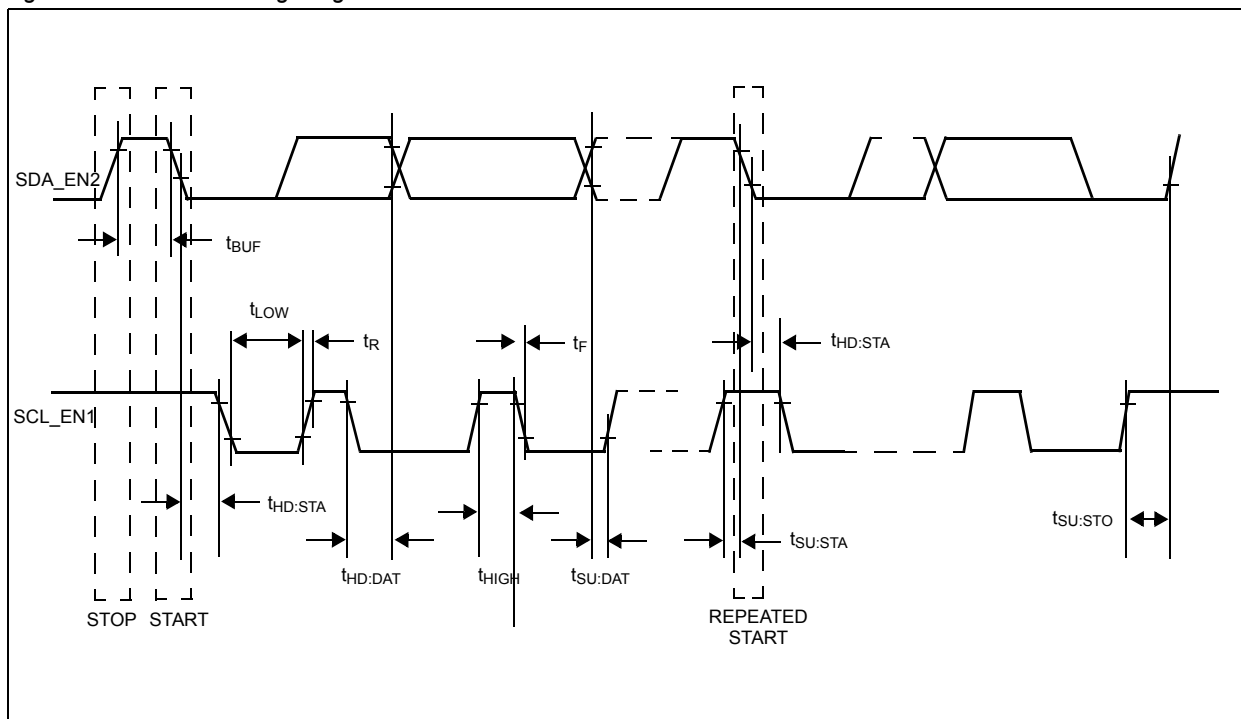 SDA_EN2
tBUF
tLOW
tR
tF
tHD:STA
SCL_EN1
tHD:STA
tSU:STO
tSU:STA
tHD:DAT
tHIGH
tSU:DAT
STOP START
REPEATED
START